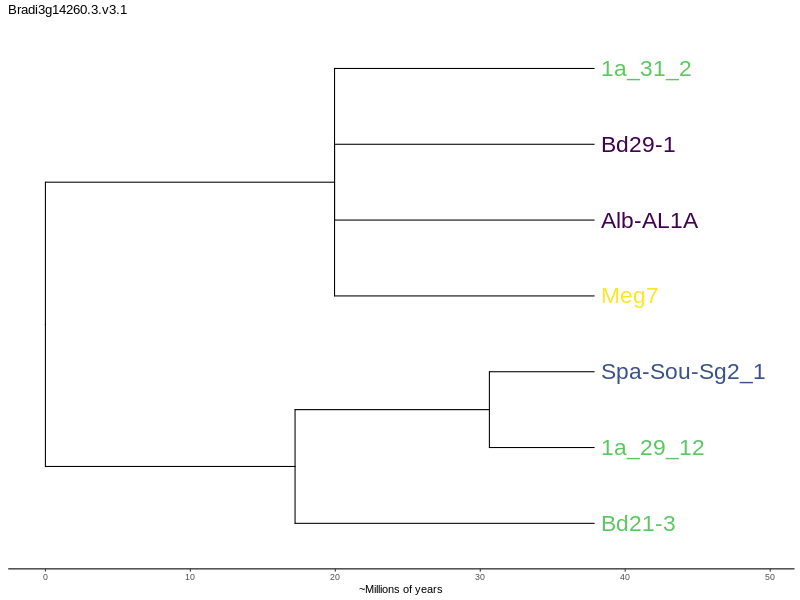 Bradi3g14260.3.v3.1
1a_31_2
Bd29-1
Alb-AL1A
Meg7
Spa-Sou-Sg2_1
1a_29_12
Bd21-3
0 10 20 30 40 50
~Millions of years